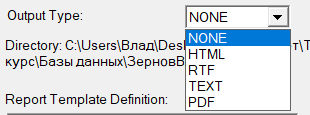 Output Type: NONE
NONE
Directory: C:\Users\Влад\Des т\Т
HTML
курс\Базы данных\ЗерновВ
RTF
TEXT
Report Template Definition:
PDF